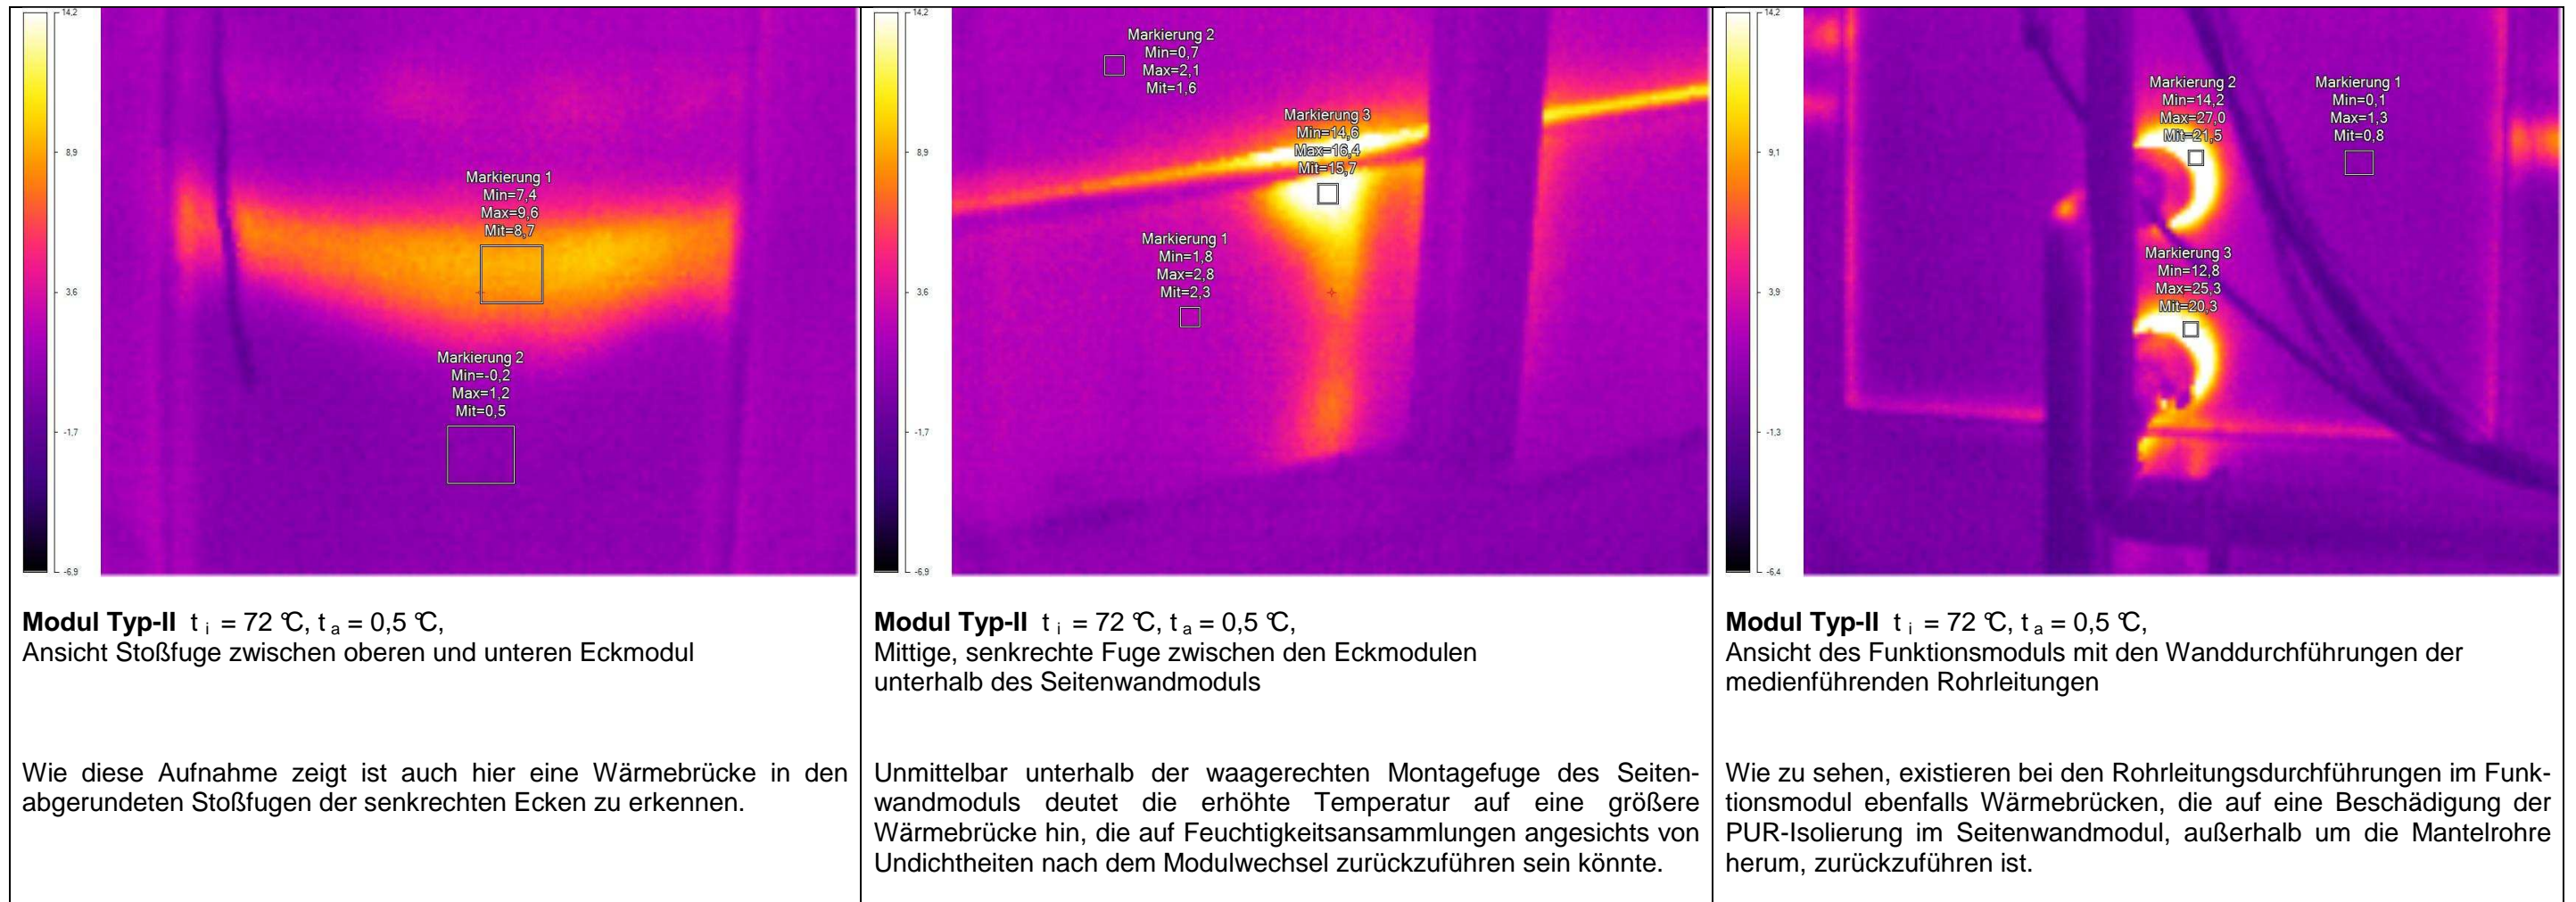 14,2
8,9
3,6
-1,7
-6,9
Markierung 1
Min=7,4
Max=9,6
Mit=8,7
Markierung 2
Min=-0,2
Max=1,2
Mit=0,5
Modul Typ-II t i = 72 °C, t a = 0,5 °C,
Ansicht Stoßfuge zwischen oberen und unteren Eckmodul
Wie diese Aufnahme zeigt ist auch hier eine Wärmebrücke in den
abgerundeten Stoßfugen der senkrechten Ecken zu erkennen.
14,2
8,9
3,6
-1,7
-6,9
Markierung 2
Min=0,7
Max=2,1
Mit=1,6
Markierung 3
Min=14,6
Max=16,4
Mit=15,7
Markierung 1
Min=1,8
Max=2,8
Mit=2,3
Modul Typ-II t i = 72 °C, t a = 0,5 °C,
Mittige, senkrechte Fuge zwischen den Eckmodulen
unterhalb des Seitenwandmoduls
Unmittelbar unterhalb der waagerechten Montagefuge des Seiten-
wandmoduls deutet die erhöhte Temperatur auf eine größere
Wärmebrücke hin, die auf Feuchtigkeitsansammlungen angesichts von
Undichtheiten nach dem Modulwechsel zurückzuführen sein könnte.
14,2
9,1
3,9
-1,3
-6,4
Markierung 2
Min=14,2
Max=27,0
Mit=21,5
Markierung 1
Min=0,1
Max=1,3
Mit=0,8
Markierung 3
Min=12,8
Max=25,3
Mit=20,3
Modul Typ-II t i = 72 °C, t a = 0,5 °C,
Ansicht des Funktionsmoduls mit den Wanddurchführungen der
medienführenden Rohrleitungen
Wie zu sehen, existieren bei den Rohrleitungsdurchführungen im Funk-
tionsmodul ebenfalls Wärmebrücken, die auf eine Beschädigung der
PUR-Isolierung im Seitenwandmodul, außerhalb um die Mantelrohre
herum, zurückzuführen ist.